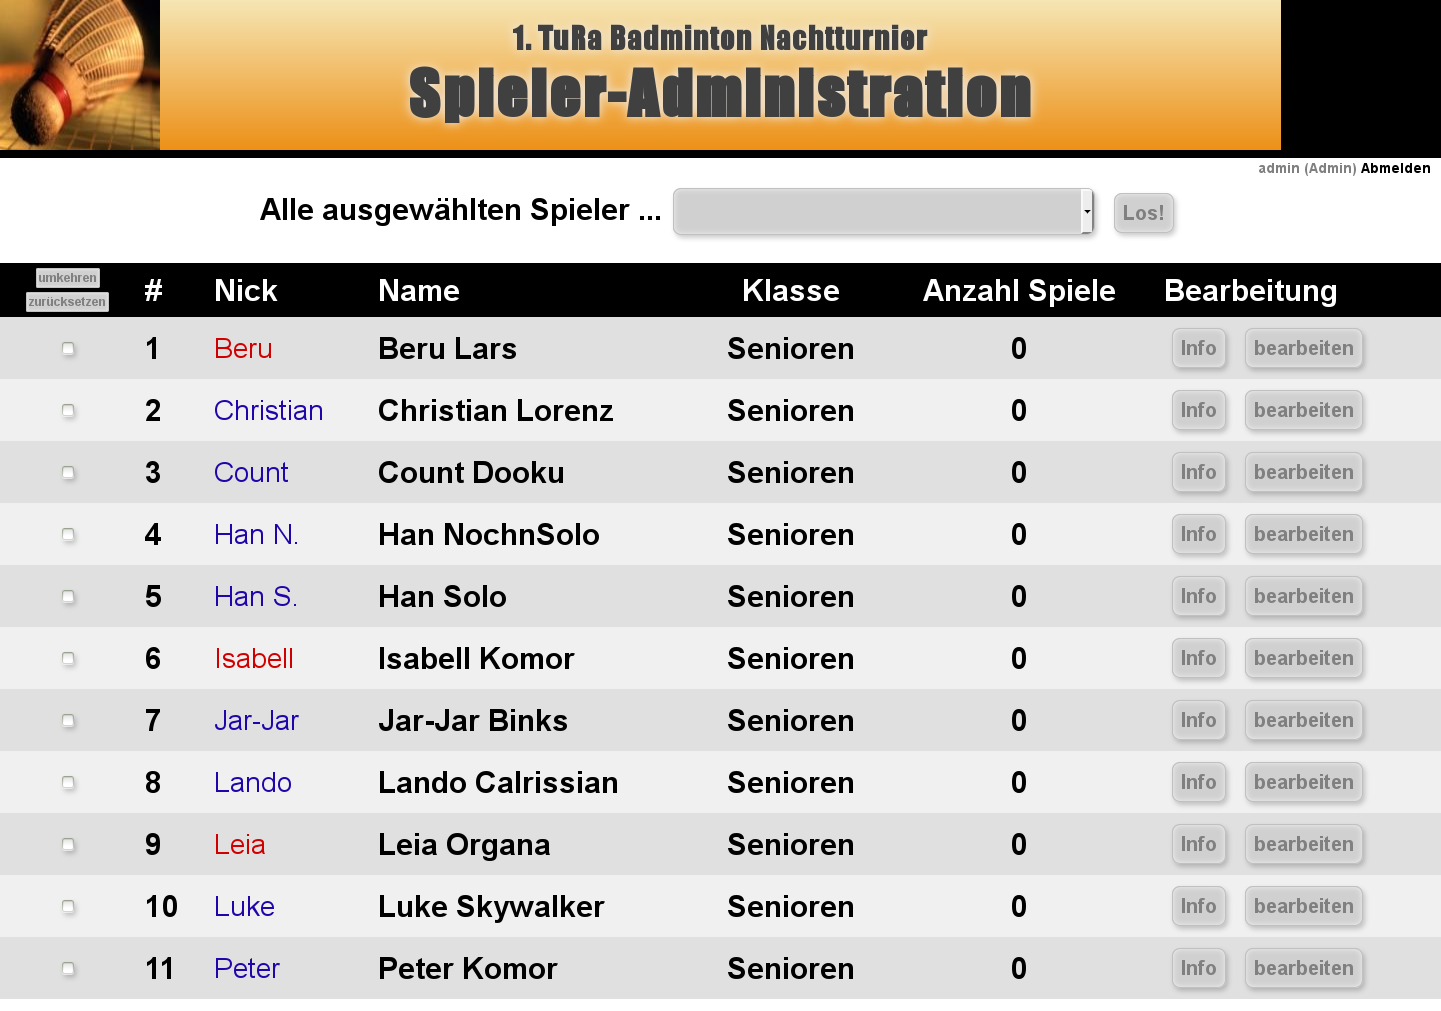 1. TuRa Badminton Nachtturnier
Spieler-Administration
admin (Admin) Abmelden
Alle ausgewählten Spieler ... Los!
umkehren
zurücksetzen
# Nick Name Klasse Anzahl Spiele Bearbeitung
1 Beru Beru Lars Senioren 0 Info bearbeiten
2 Christian Christian Lorenz Senioren 0 Info bearbeiten
3 Count Count Dooku Senioren 0 Info bearbeiten
4 Han N. Han NochnSolo Senioren 0 Info bearbeiten
5 Han S. Han Solo Senioren 0 Info bearbeiten
6 Isabell Isabell Komor Senioren 0 Info bearbeiten
7 Jar-Jar Jar-Jar Binks Senioren 0 Info bearbeiten
8 Lando Lando Calrissian Senioren 0 Info bearbeiten
9 Leia Leia Organa Senioren 0 Info bearbeiten
10 Luke Luke Skywalker Senioren 0 Info bearbeiten
11 Peter Peter Komor Senioren 0 Info bearbeiten